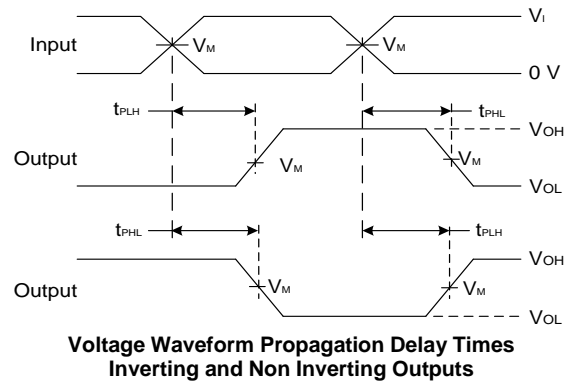 VI
Input
VM
VM
0 V
tPLH
tPHL
VOH
Output
VM
VM
VOL
tPHL
tPLH
VOH
Output
VM
VM
VOL
Voltage Waveform Propagation Delay Times
Inverting and Non Inverting Outputs